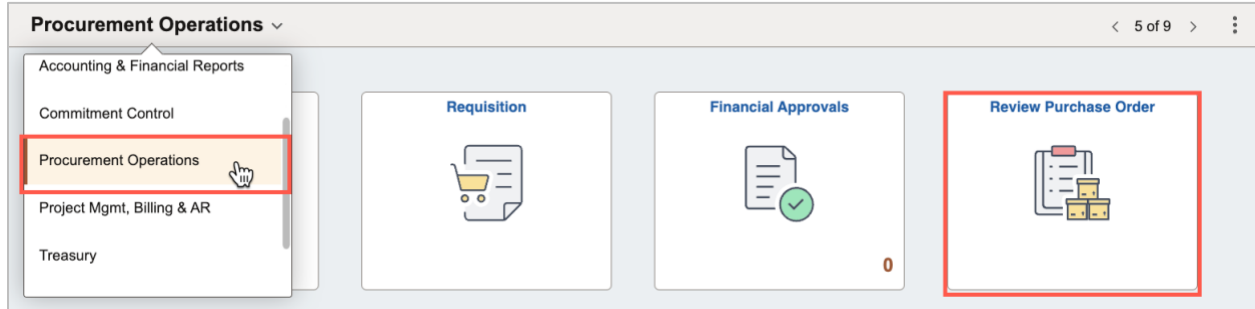 Procurement Operations
5 of 9
Accounting & Financial Reports
Commitment Control
Procurement Operations
Project Mgmt, Billing & AR
Treasury
Requisition
Financial Approvals
0
Review Purchase Order